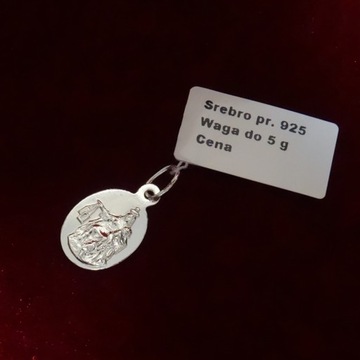 Srebro pr. 925
Waga do 5 g
Cena